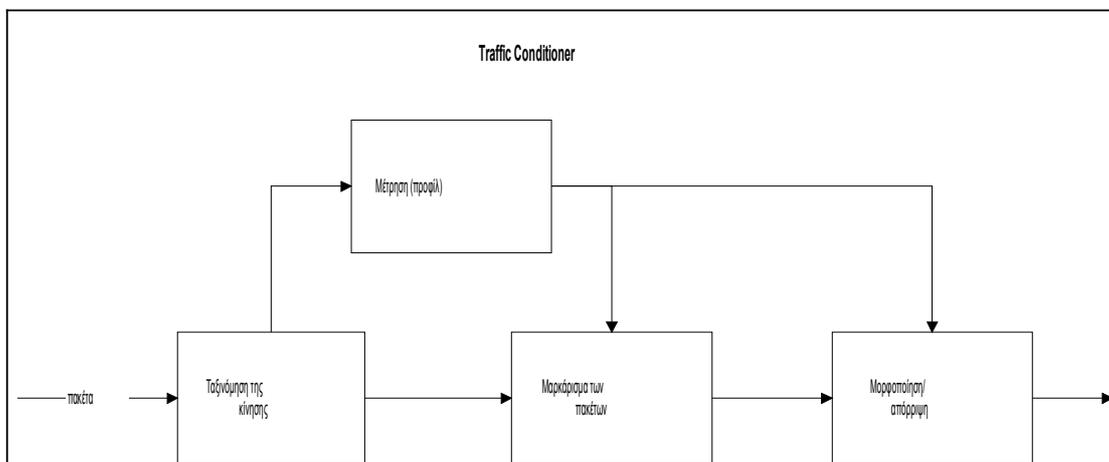 Traffic Conditioner
Μέτρηση (προφίλ)
πακέτα
Ταξινόμηση της
κίνησης
Μαρκάρισμα των
πακέτων
Μορφοποίηση/
απόρριψη